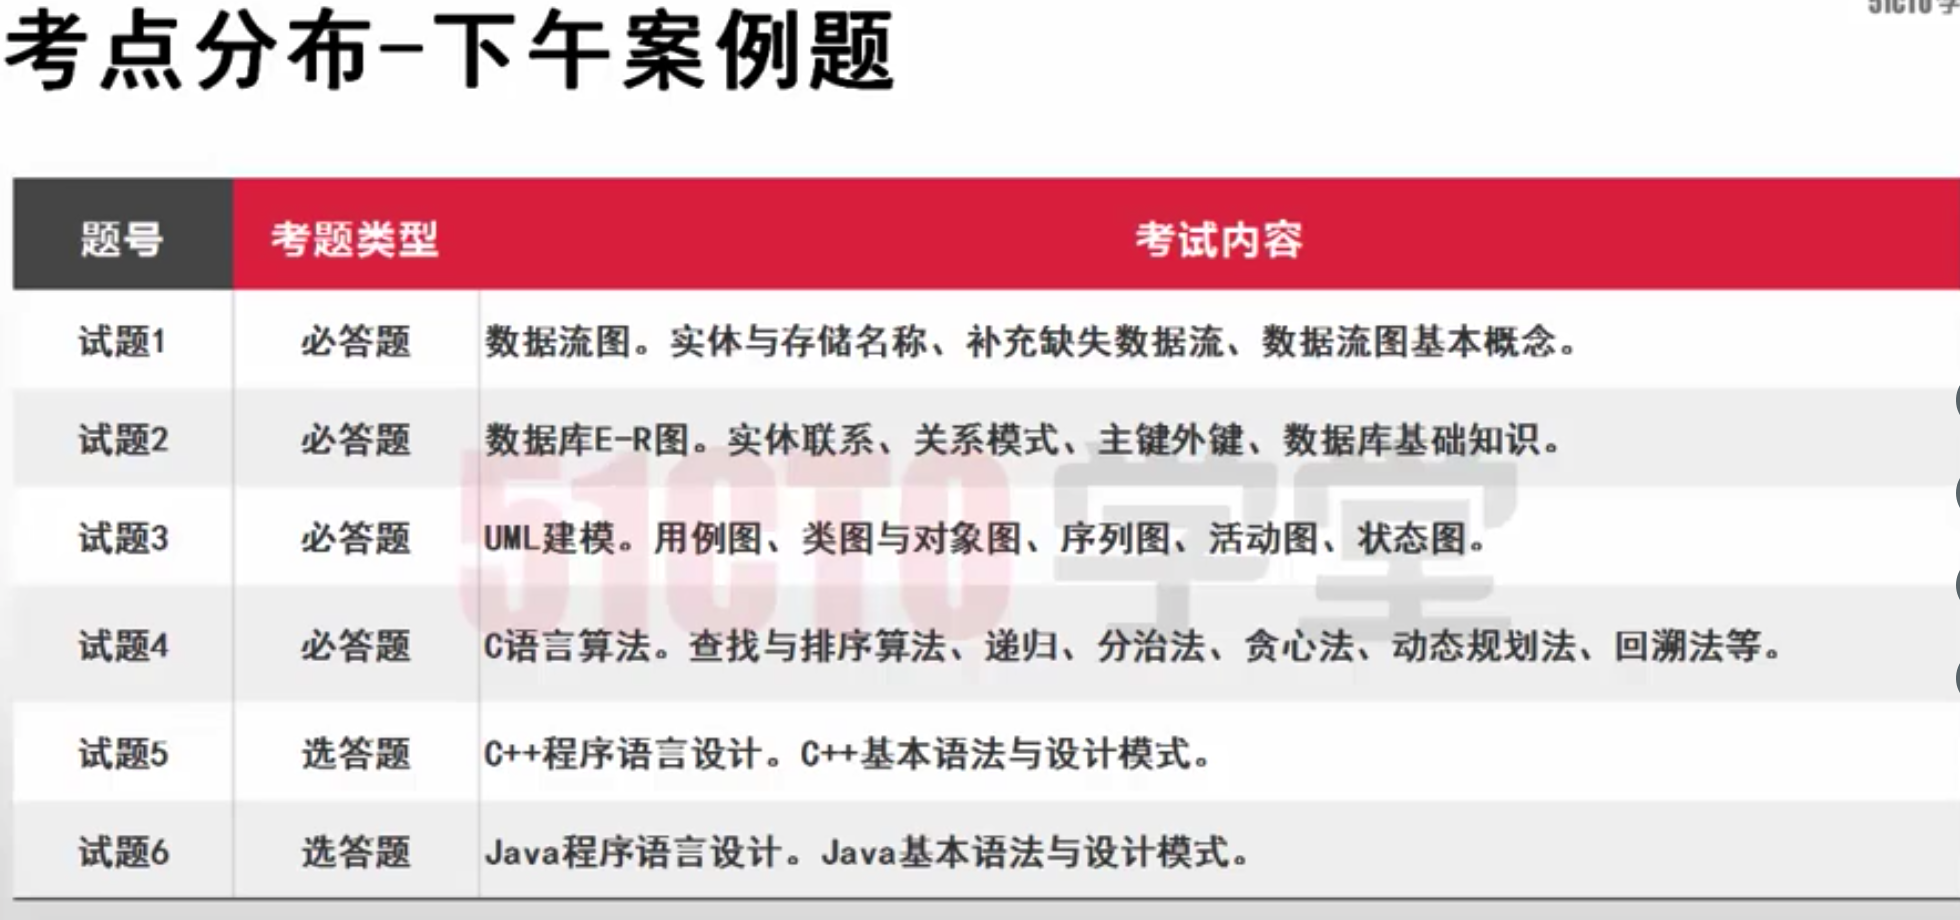 51CTO学
考点分布-下午案例题
题号 考题类型 考试内容
试题1 必答题 数据流图。实体与存储名称、补充缺失数据流、数据流图基本概念。
试题2 必答题 数据库E-R图。实体联系、关系模式、主键外键、数据库基础知识。
试题3 必答题 UML建模。用例图、类图与对象图、序列图、活动图、状态图。
试题4 必答题 C语言算法。查找与排序算法、递归、分治法、贪心法、动态规划法、回溯法等。
试题5 选答题 C++程序语言设计。C++基本语法与设计模式。
试题6 选答题 Java程序语言设计。Java基本语法与设计模式。
51CTO学堂